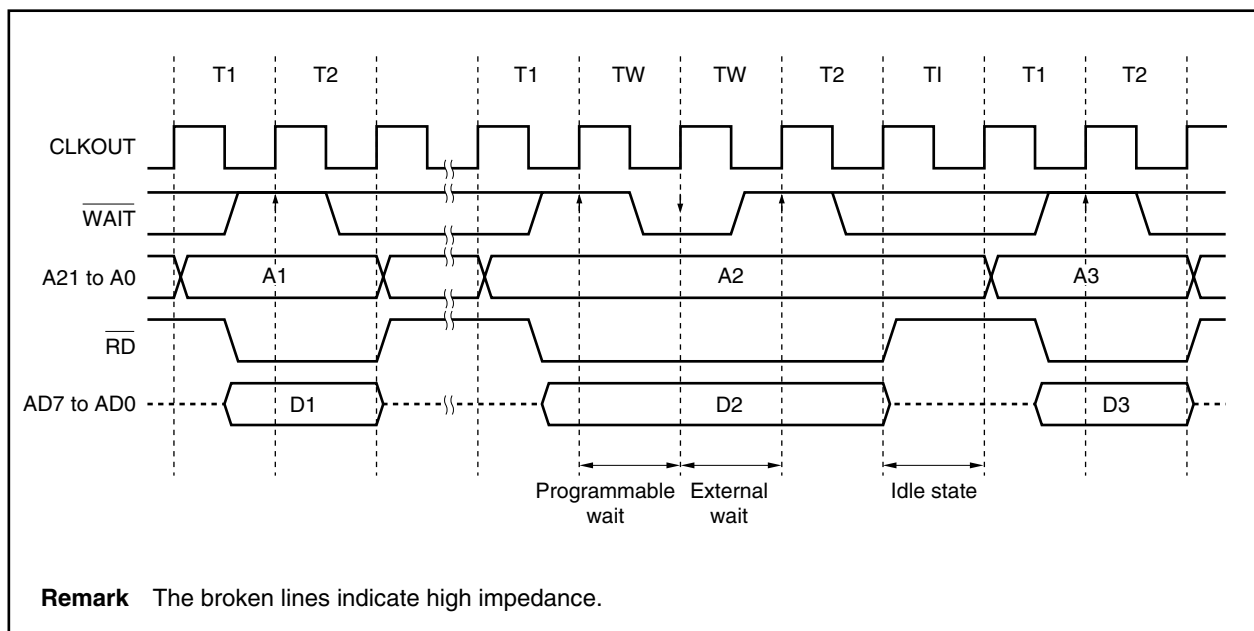 T1 T2 T1 TW TW T2 TI T1 T2
CLKOUT
WAIT
A21 to A0 A1 A2 A3
RD
AD7 to AD0 D1 D2 D3
Programmable wait
External wait
Idle state
Remark The broken lines indicate high impedance.